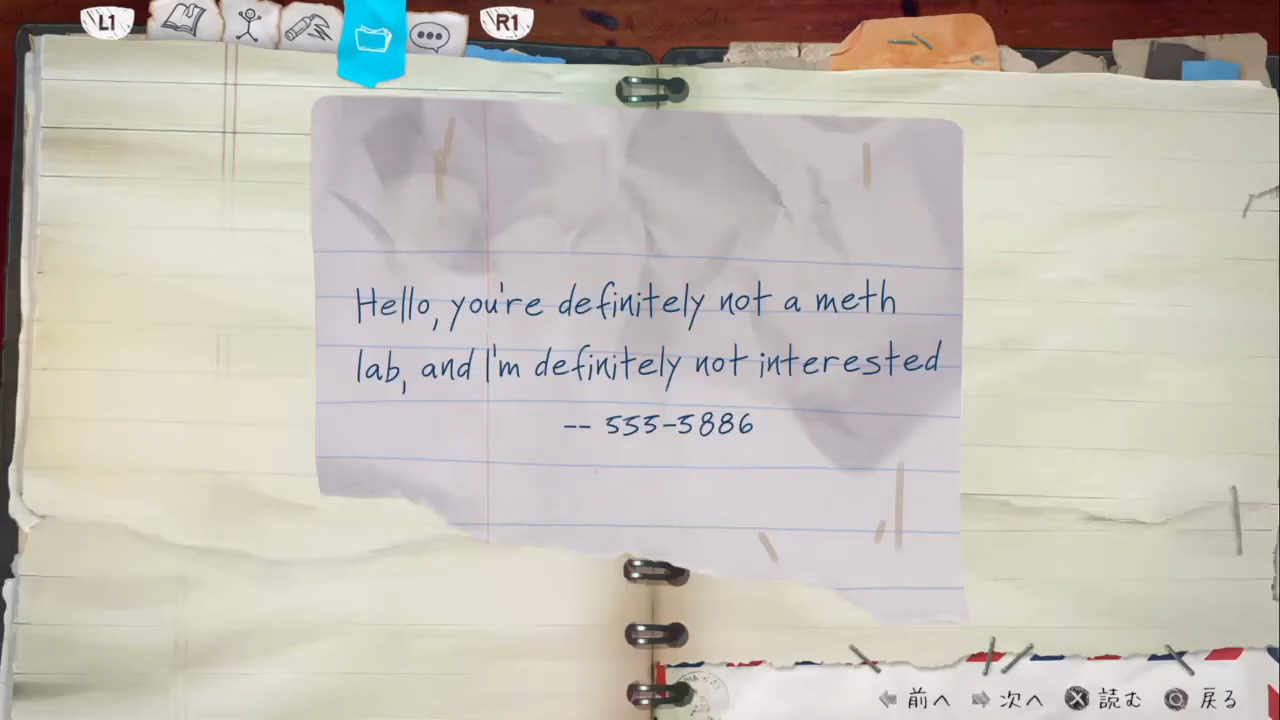 L1
R1
Hello, you're definitely not a meth
lab, and I'm definitely not interested
-- 555-5886
前へ 次へ 読む 戻る